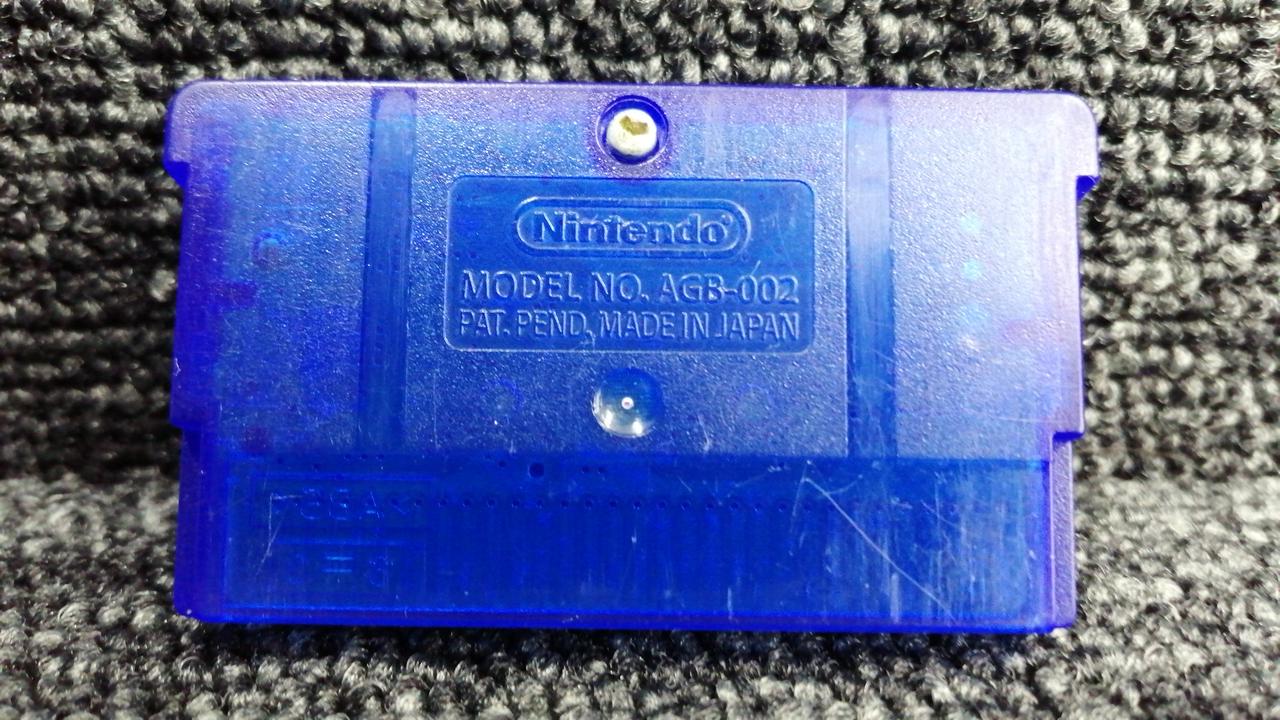 Nintendo®
MODEL NO. AGB-002
PAT. PEND. MADE IN JAPAN